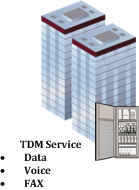 TDM Service
• Data
• Voice
• FAX